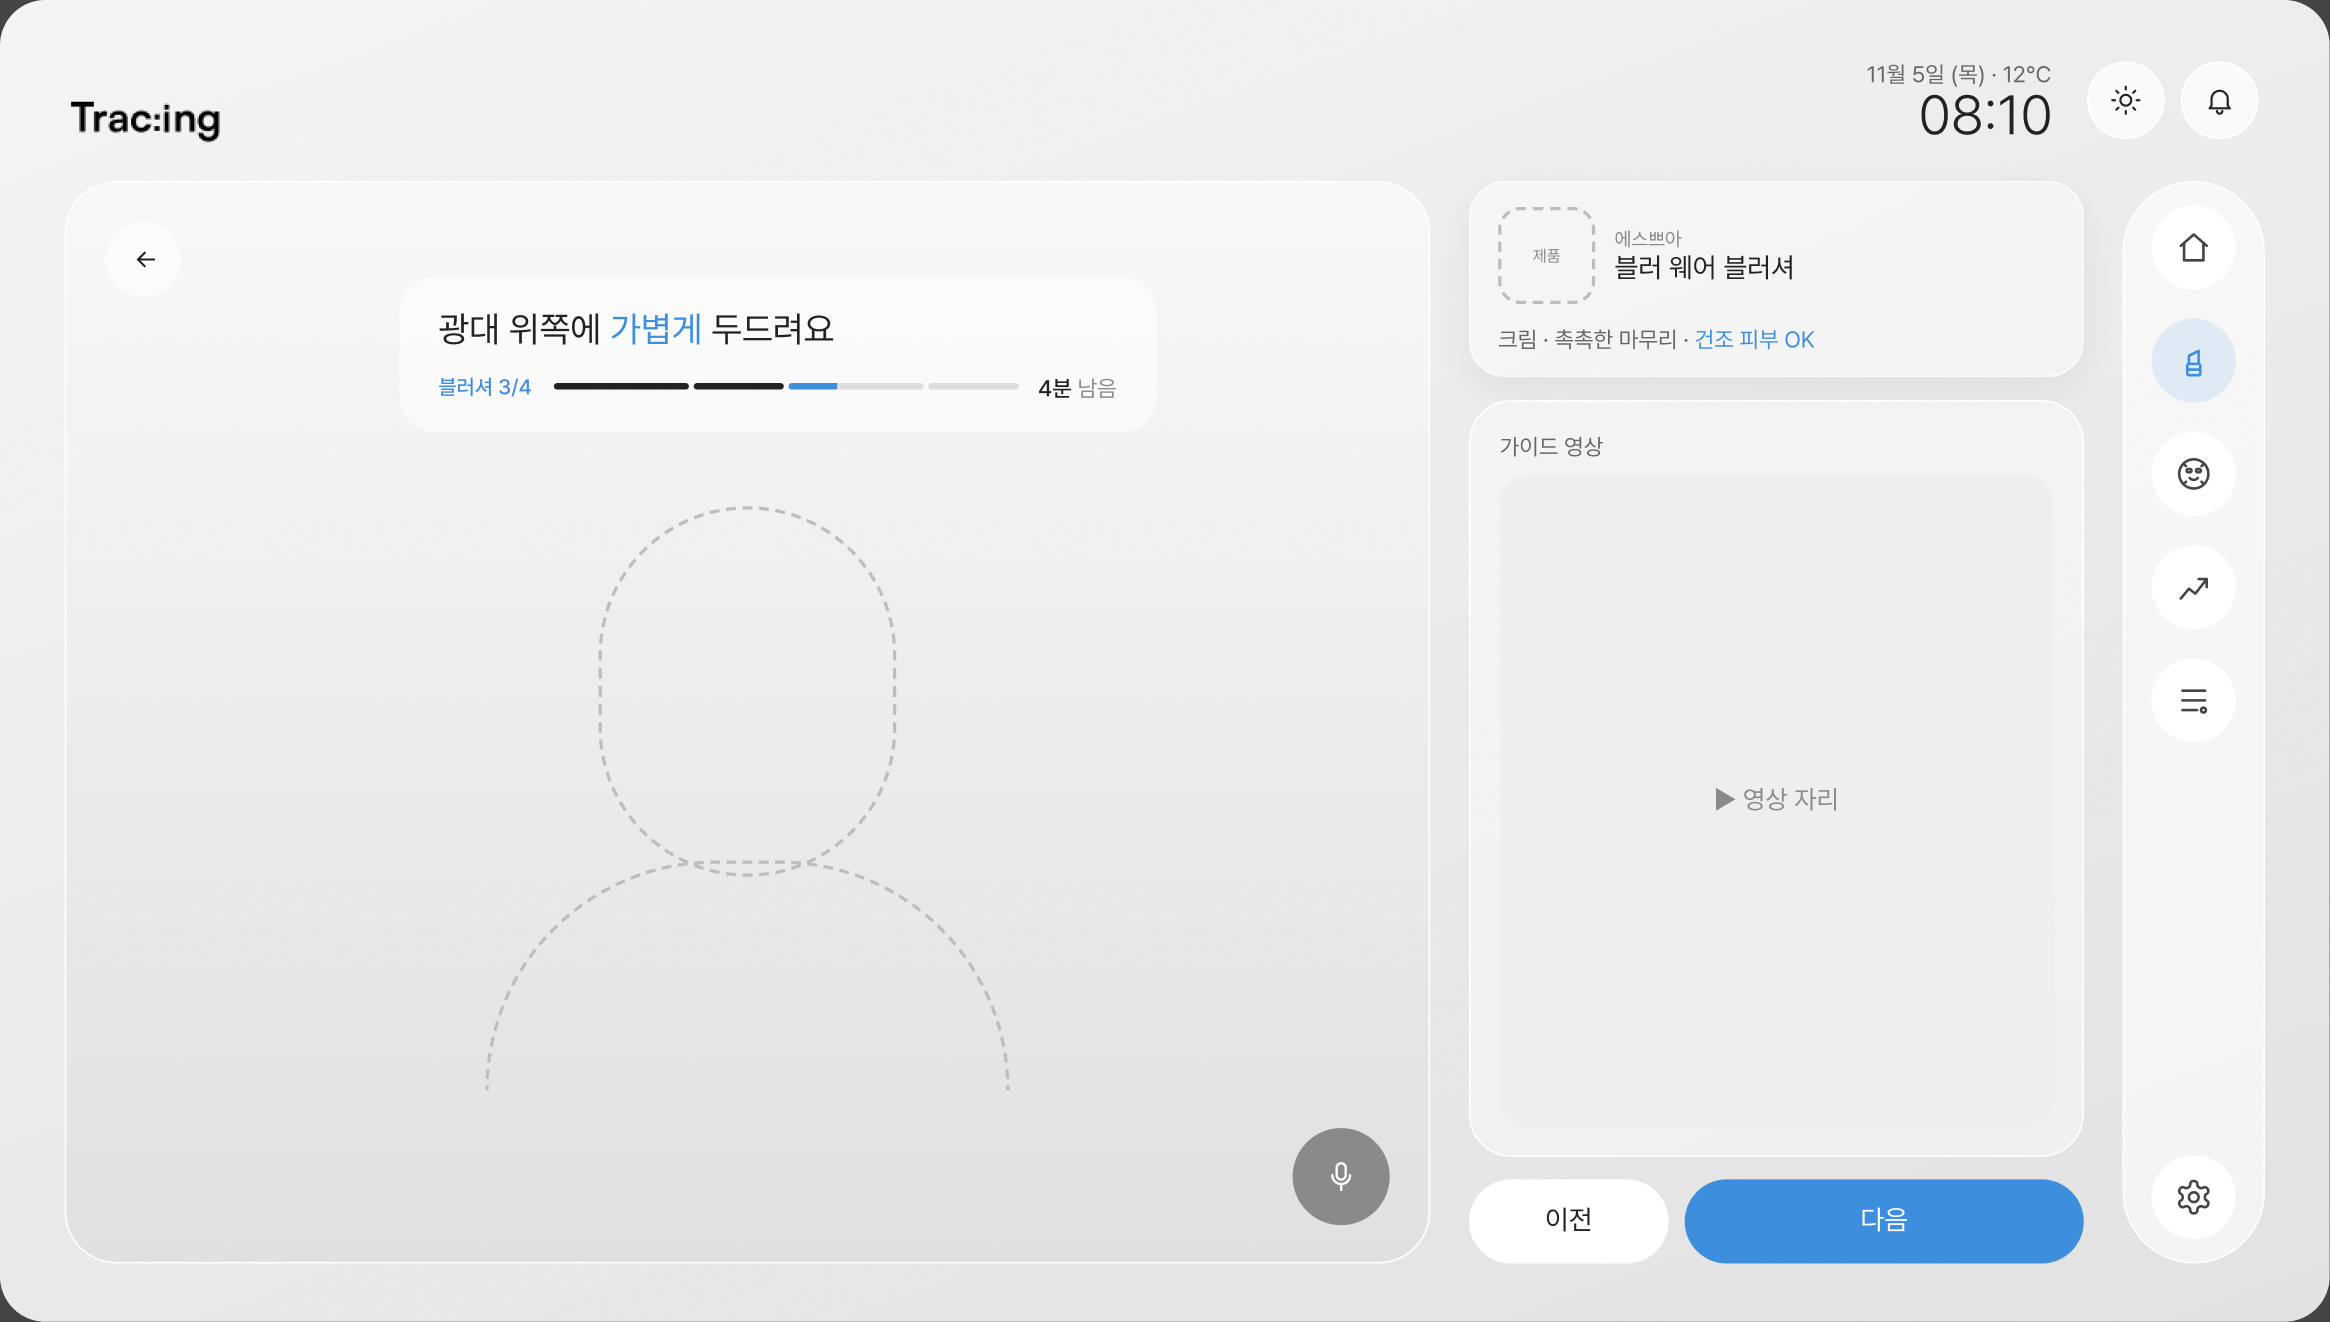 Trac:ing
11월 5일 (목) · 12°C
08:10
광대 위쪽에 가볍게 두드려요
블러셔 3/4
4분 남음
제품
에스쁘아
블러 웨어 블러셔
크림 · 촉촉한 마무리 · 건조 피부 OK
가이드 영상
▶ 영상 자리
이전
다음